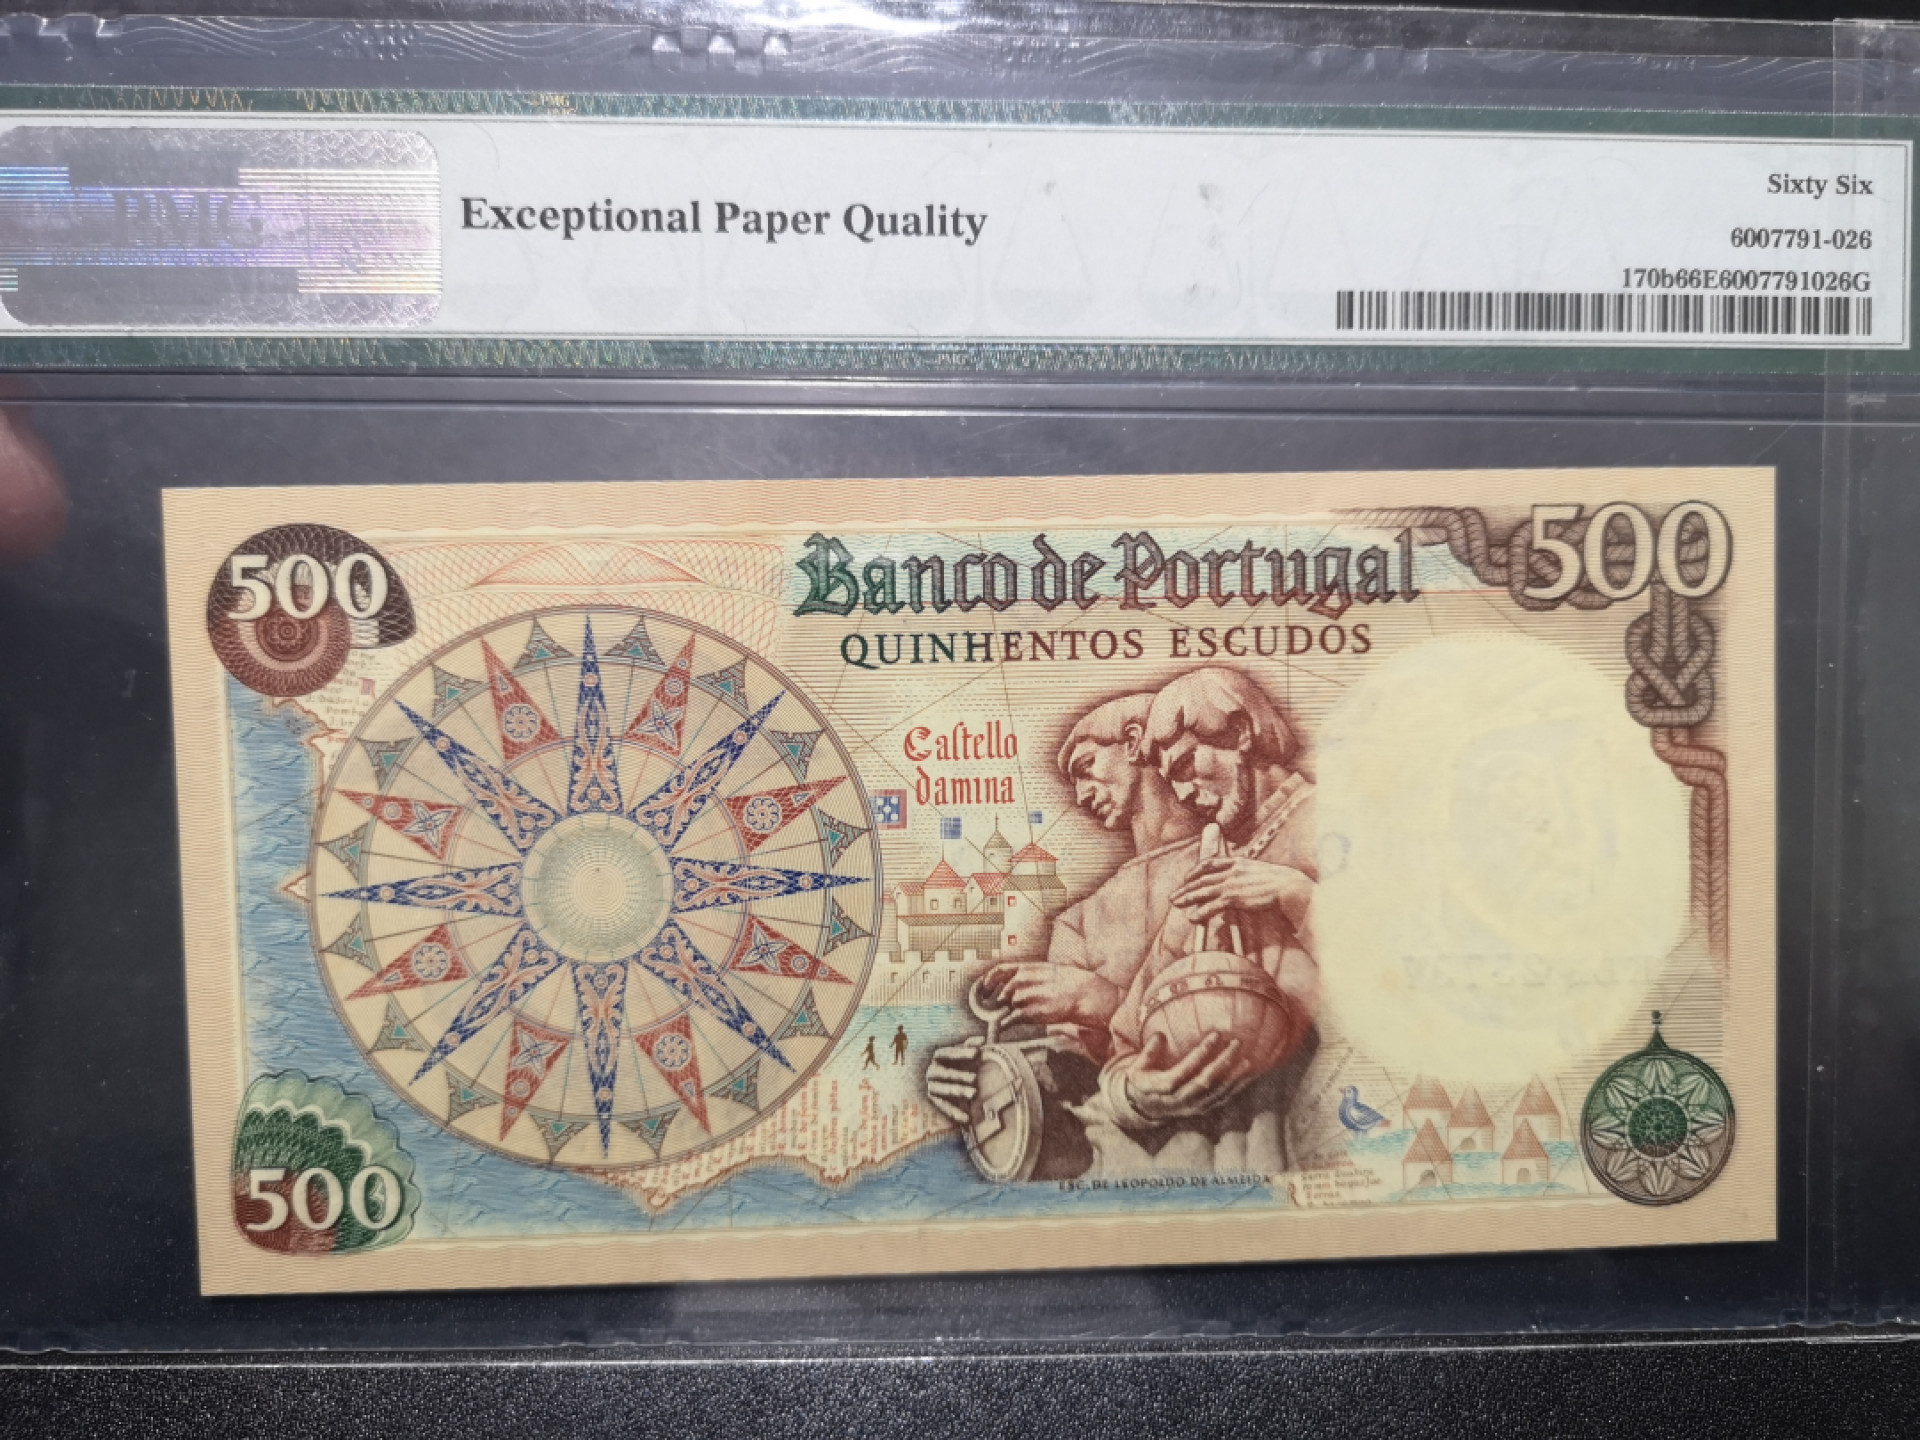 PMG
Exceptional Paper Quality
Sixty Six
6007791-026
170b66E6007791026G
500
Banco de Portugal
500
QUINHENTOS ESCUDOS
Caſtello
damina
500
ESC. DE LEOPOLDO DE ALMEIDA